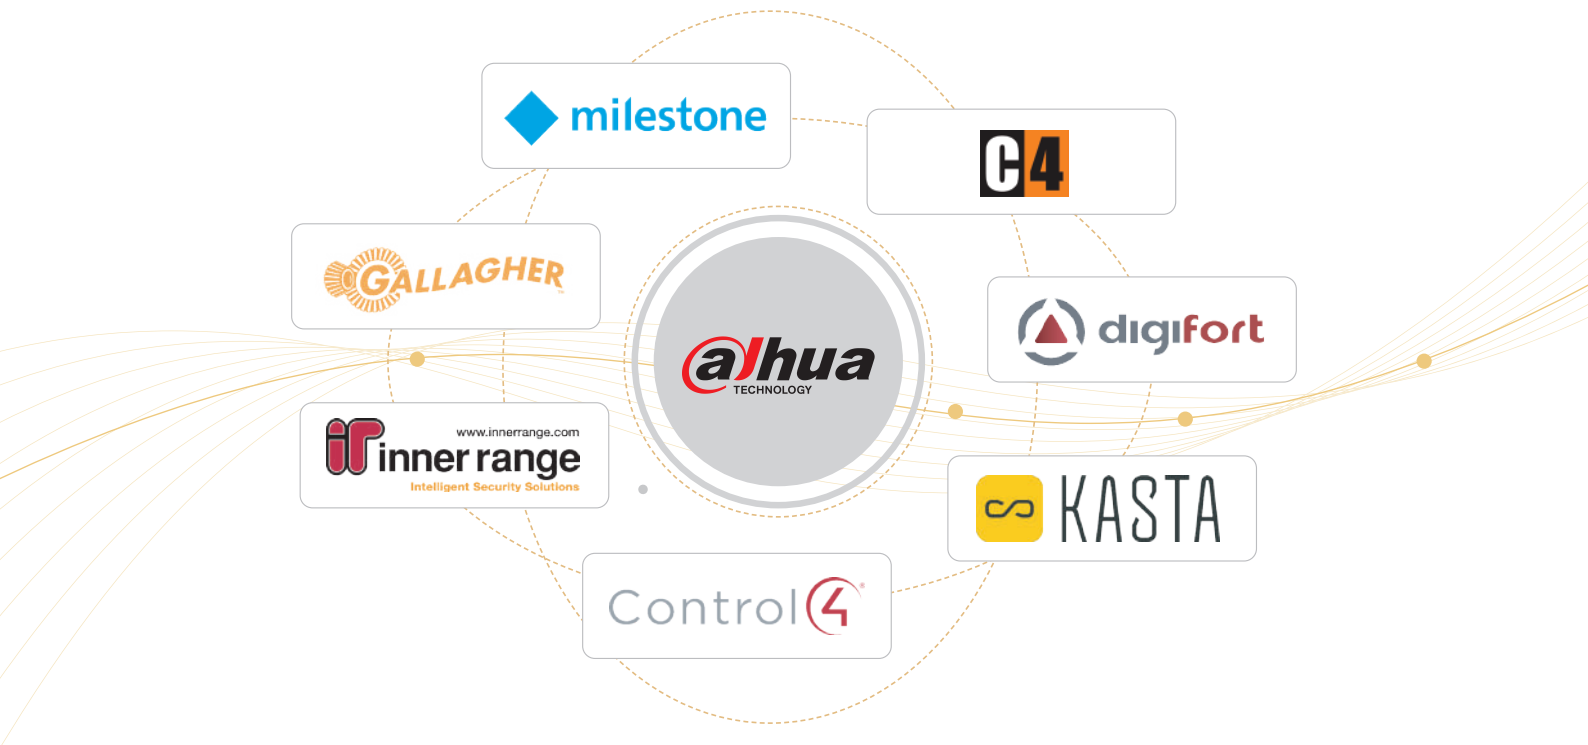 milestone
C4
GALLAGHER
digifort
alhua
TECHNOLOGY
www.innerrange.com
inner range
Intelligent Security Solutions
KASTA
Control4